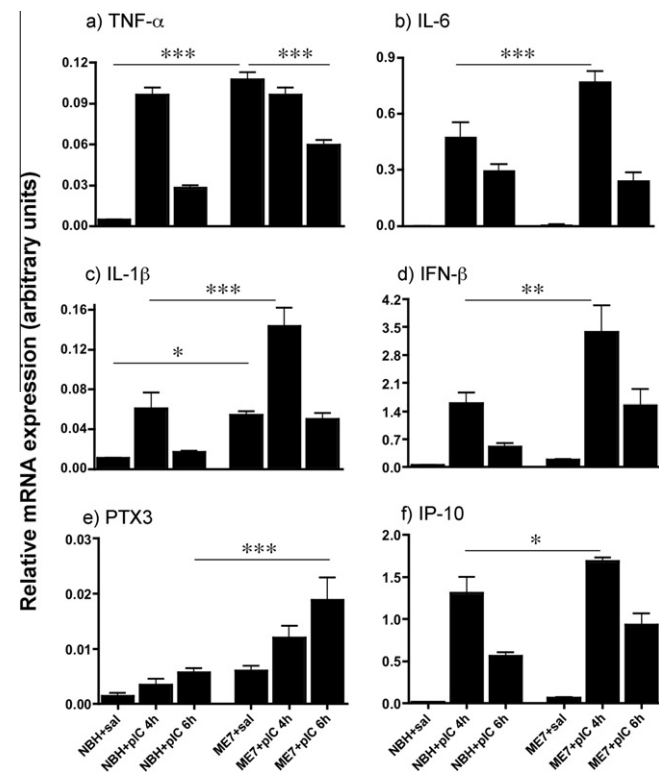 Relative mRNA expression (arbitrary units)
a) TNF-α
*** ***
0.12
0.09
0.06
0.03
0.00
b) IL-6
***
0.9
0.6
0.3
0.0
c) IL-1β
***
*
0.16
0.12
0.08
0.04
0.00
d) IFN-β
**
4.2
3.5
2.8
2.1
1.4
0.7
0.0
e) PTX3
***
0.03
0.02
0.01
0.00
NBH+sal
NBH+pIC 4h
NBH+pIC 6h
ME7+sal
ME7+pIC 4h
ME7+pIC 6h
f) IP-10
*
2.0
1.5
1.0
0.5
0.0
NBH+sal
NBH+pIC 4h
NBH+pIC 6h
ME7+sal
ME7+pIC 4h
ME7+pIC 6h